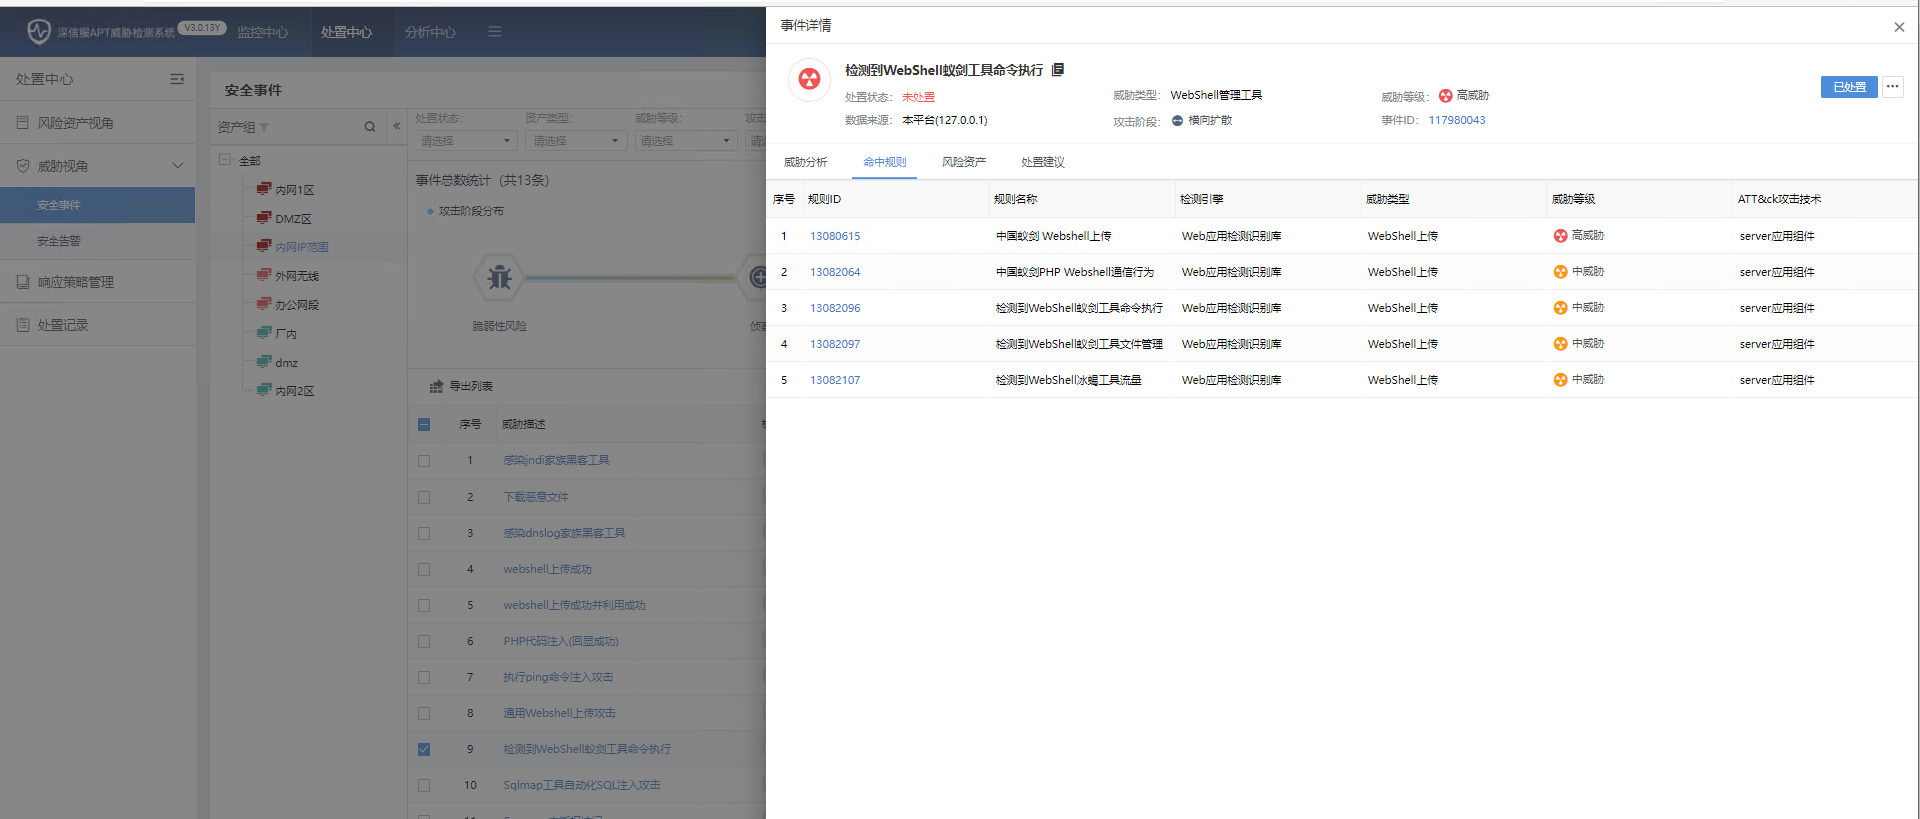 深信服APT威胁检测系统 V3.0.13Y 监控中心 处置中心 分析中心
处置中心
风险资产视角
威胁视角
安全事件
安全告警
响应策略管理
处置记录
安全事件
资产组
全部
内网1区
DMZ区
内网IP范围
外网无线
办公网段
厂内
dmz
内网2区
处置状态: 资产类型: 威胁等级:
请选择 请选择 请选择
事件总数统计 (共13条)
攻击阶段分布
脆弱性风险
导出列表
序号 威胁描述
1 感染jndi家族黑客工具
2 下载恶意文件
3 感染dnslog家族黑客工具
4 webshell上传成功
5 webshell上传成功并利用成功
6 PHP代码注入(回显成功)
7 执行ping命令注入攻击
8 通用Webshell上传攻击
9 检测到WebShell蚁剑工具命令执行
10 Sqlmap工具自动化SQL注入攻击
事件详情
检测到WebShell蚁剑工具命令执行
处置状态: 未处置 威胁类型: WebShell管理工具 威胁等级: 高威胁
数据来源: 本平台(127.0.0.1) 攻击阶段: 横向扩散 事件ID: 117980043
已处置
威胁分析 命中规则 风险资产 处置建议
序号 规则ID 规则名称 检测引擎 威胁类型 威胁等级 ATT&ck攻击技术
1 13080615 中国蚁剑 Webshell上传 Web应用检测识别库 WebShell上传 高威胁 server应用组件
2 13082064 中国蚁剑PHP Webshell通信行为 Web应用检测识别库 WebShell上传 中威胁 server应用组件
3 13082096 检测到WebShell蚁剑工具命令执行 Web应用检测识别库 WebShell上传 中威胁 server应用组件
4 13082097 检测到WebShell蚁剑工具文件管理 Web应用检测识别库 WebShell上传 中威胁 server应用组件
5 13082107 检测到WebShell冰蝎工具流量 Web应用检测识别库 WebShell上传 中威胁 server应用组件